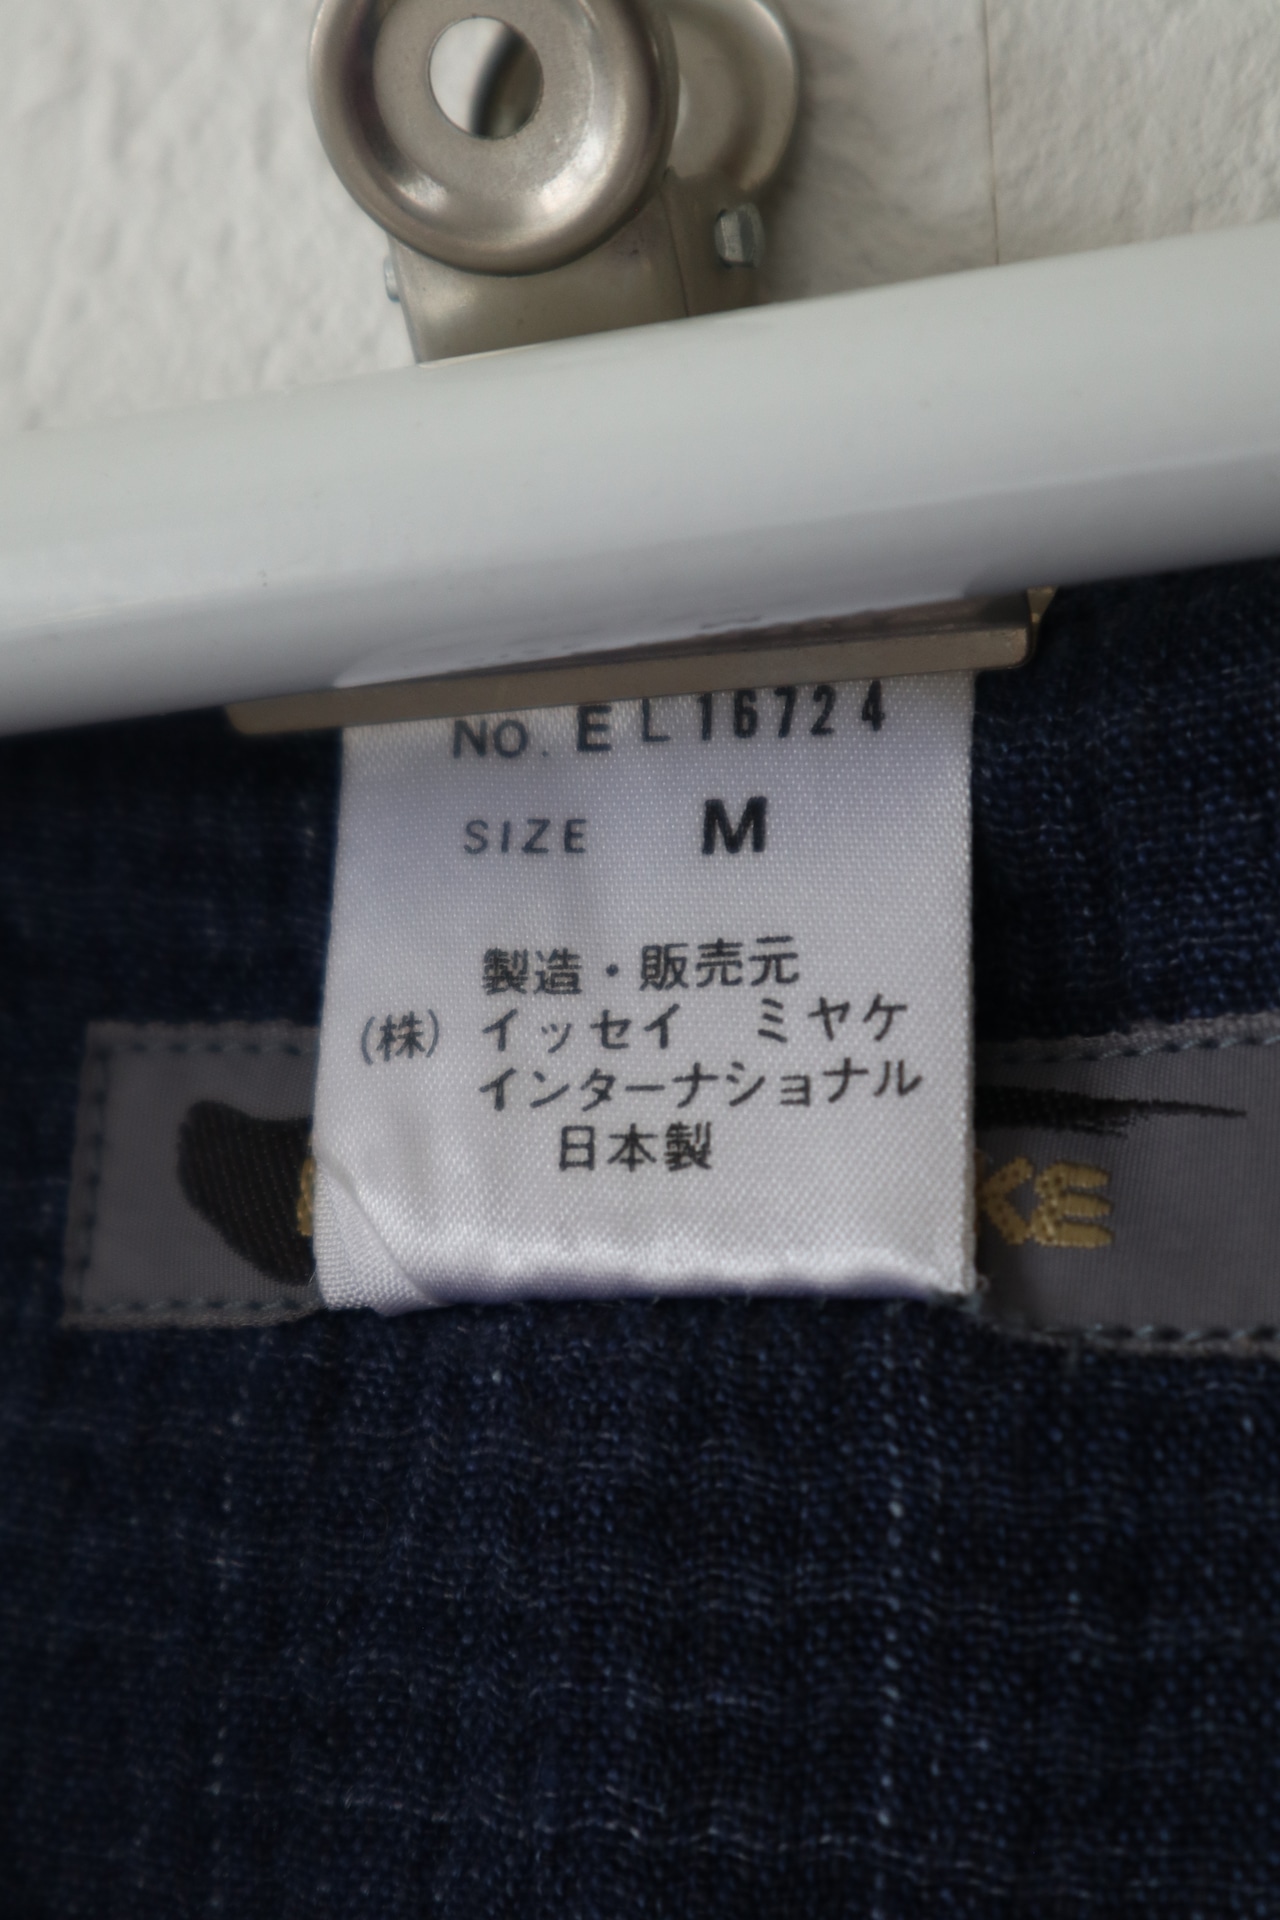 NO. EL16724
SIZE M
製造・販売元
(株) イッセイ ミヤケ
インターナショナル
日本製
KE